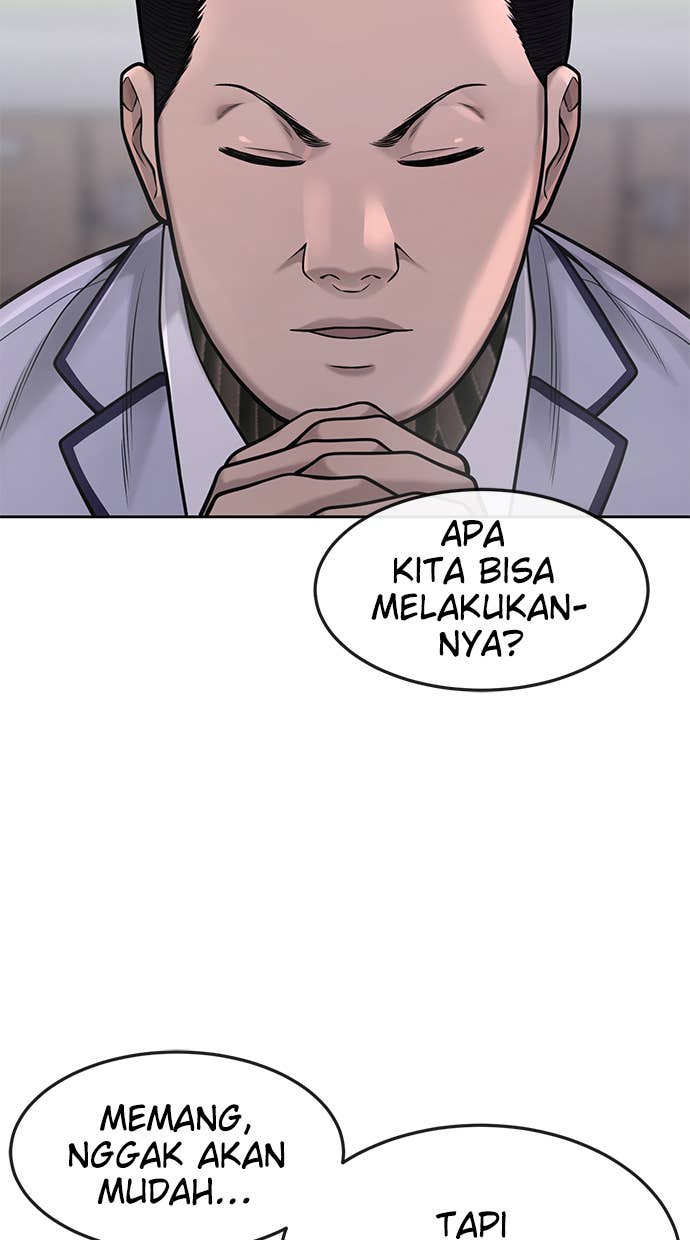 APA
KITA BISA
MELAKUKAN-
NYA?
MEMANG,
NGGAK AKAN
MUDAH...
TAPI